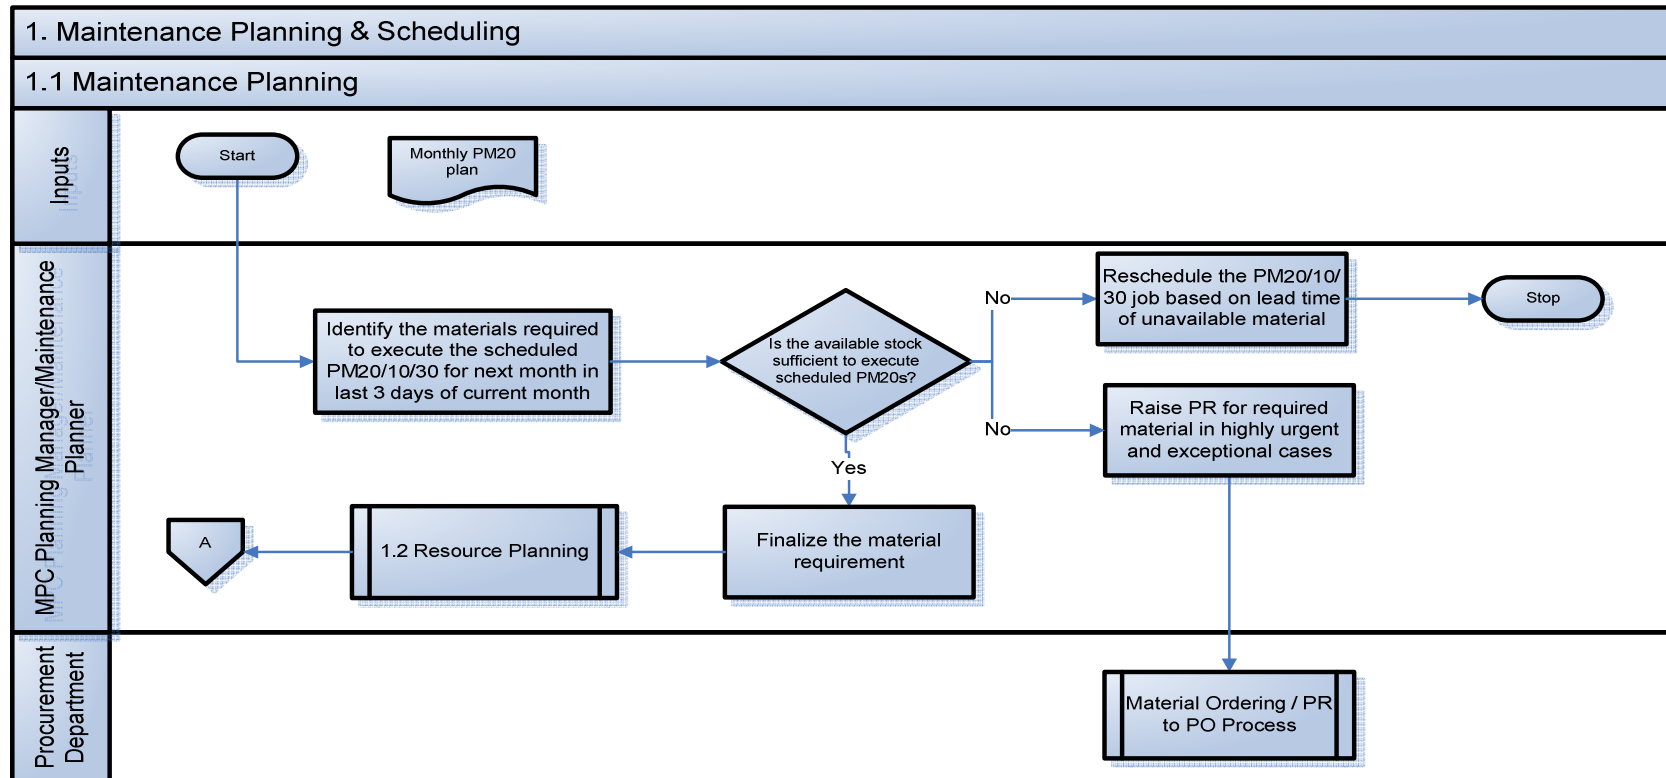 1. Maintenance Planning & Scheduling
1.1 Maintenance Planning
Inputs
Start
Monthly PM20
plan
MPC Planning Manager/Maintenance
Planner
Identify the materials required
to execute the scheduled
PM20/10/30 for next month in
last 3 days of current month
Is the available stock
sufficient to execute
scheduled PM20s?
No
Reschedule the PM20/10/
30 job based on lead time
of unavailable material
Stop
No
Raise PR for required
material in highly urgent
and exceptional cases
Yes
Finalize the material
requirement
1.2 Resource Planning
A
Procurement
Department
Material Ordering / PR
to PO Process